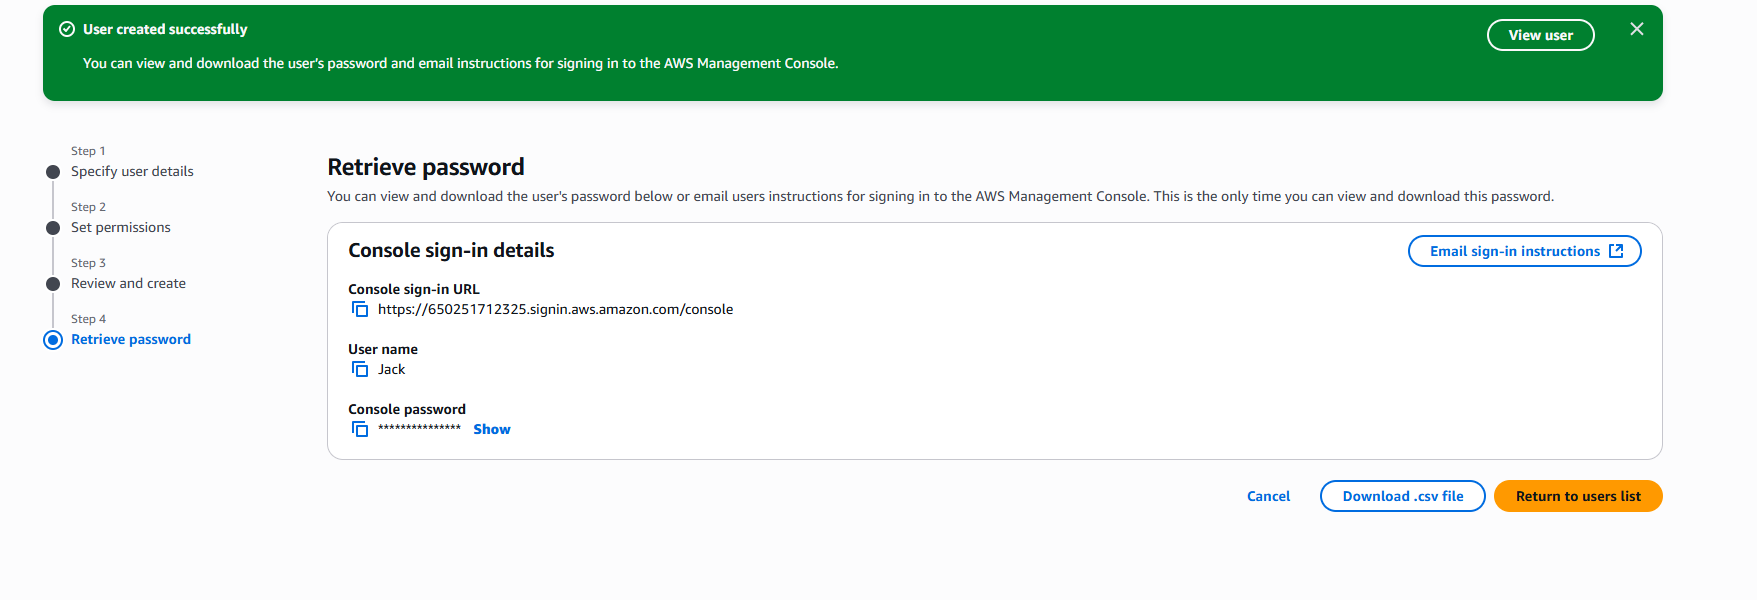 User created successfully
View user
You can view and download the user's password and email instructions for signing in to the AWS Management Console.
Step 1
Specify user details
Step 2
Set permissions
Step 3
Review and create
Step 4
Retrieve password
Retrieve password
You can view and download the user's password below or email users instructions for signing in to the AWS Management Console. This is the only time you can view and download this password.
Console sign-in details
Email sign-in instructions
Console sign-in URL
https://650251712325.signin.aws.amazon.com/console
User name
Jack
Console password
*************** Show
Cancel
Download .csv file
Return to users list